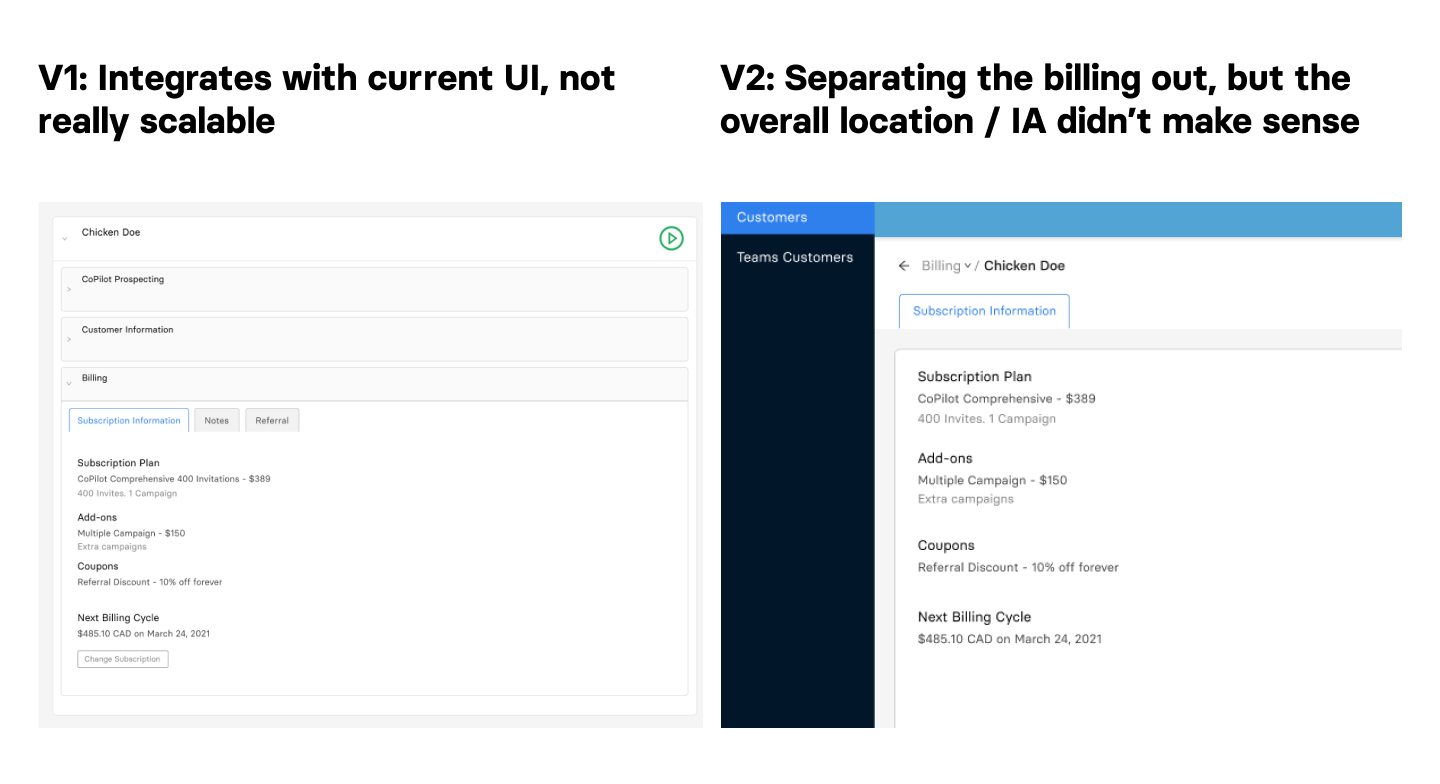 V1: Integrates with current UI, not
really scalable
Chicken Doe
CoPilot Prospecting
Customer Information
Billing
Subscription Information
Notes
Referral
Subscription Plan
CoPilot Comprehensive 400 Invitations - $389
400 Invites. 1 Campaign
Add-ons
Multiple Campaign - $150
Extra campaigns
Coupons
Referral Discount - 10% off forever
Next Billing Cycle
$485.10 CAD on March 24, 2021
Change Subscription
V2: Separating the billing out, but the
overall location / IA didn’t make sense
Customers
Teams Customers
Billing / Chicken Doe
Subscription Information
Subscription Plan
CoPilot Comprehensive - $389
400 Invites. 1 Campaign
Add-ons
Multiple Campaign - $150
Extra campaigns
Coupons
Referral Discount - 10% off forever
Next Billing Cycle
$485.10 CAD on March 24, 2021